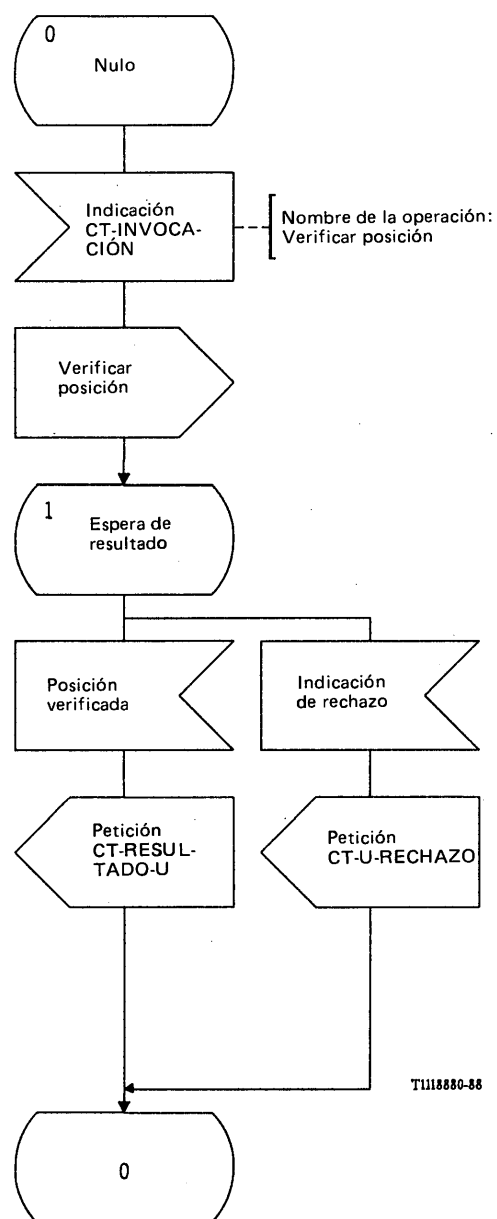 0
Nulo
Indicación
CT-INVOCA-
CIÓN
Nombre de la operación:
Verificar posición
Verificar
posición
1
Espera de
resultado
Posición
verificada
Indicación
de rechazo
Petición
CT-RESUL-
TADO-U
Petición
CT-U-RECHAZO
T1118880-88
0